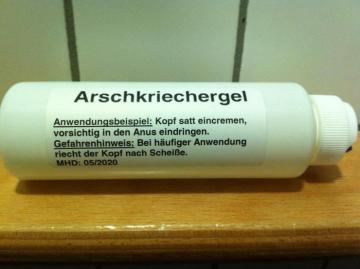 Arschkriechergel
Anwendungsbeispiel: Kopf satt eincremen,
vorsichtig in den Anus eindringen.
Gefahrenhinweis: Bei häufiger Anwendung
riecht der Kopf nach Scheiße.
MHD: 05/2020